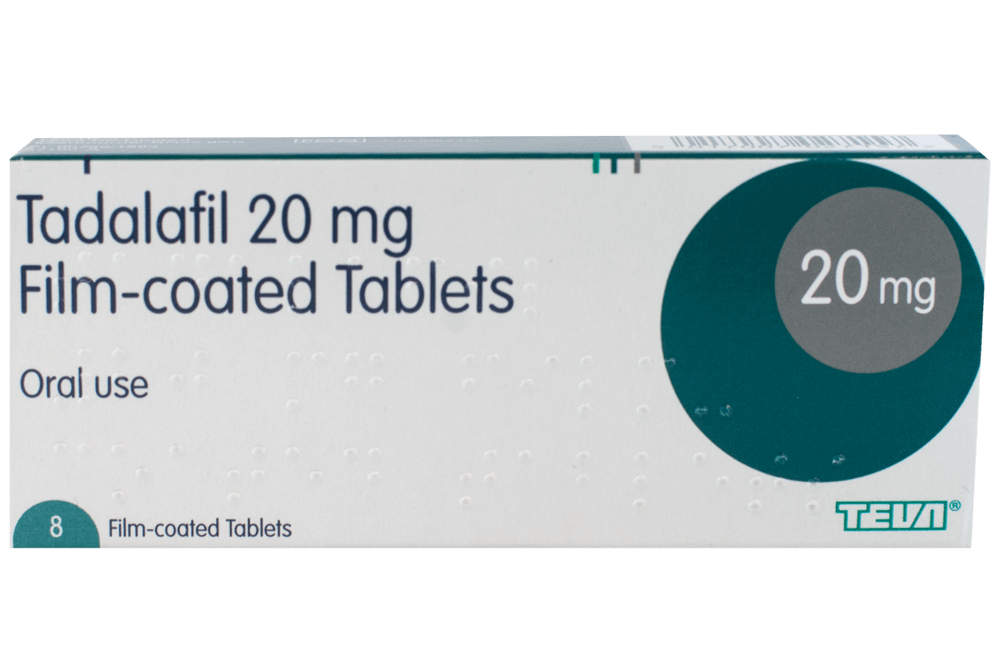 Tadalafil 20 mg
Film-coated Tablets
20 mg
Oral use
8 Film-coated Tablets
TEVA®